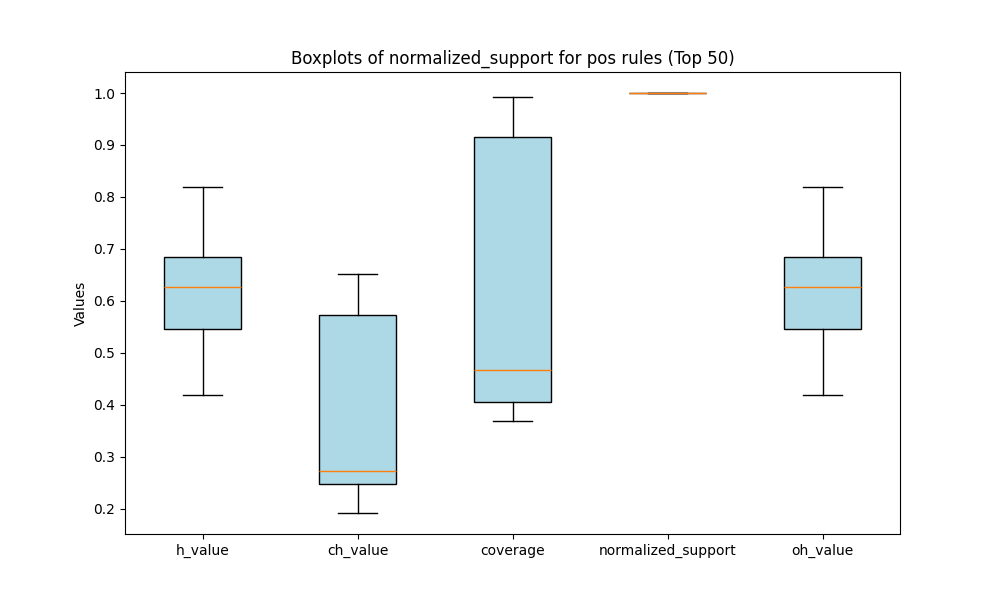 Boxplots of normalized_support for pos rules (Top 50)
Values
1.0
0.9
0.8
0.7
0.6
0.5
0.4
0.3
0.2
h_value
ch_value
coverage
normalized_support
oh_value